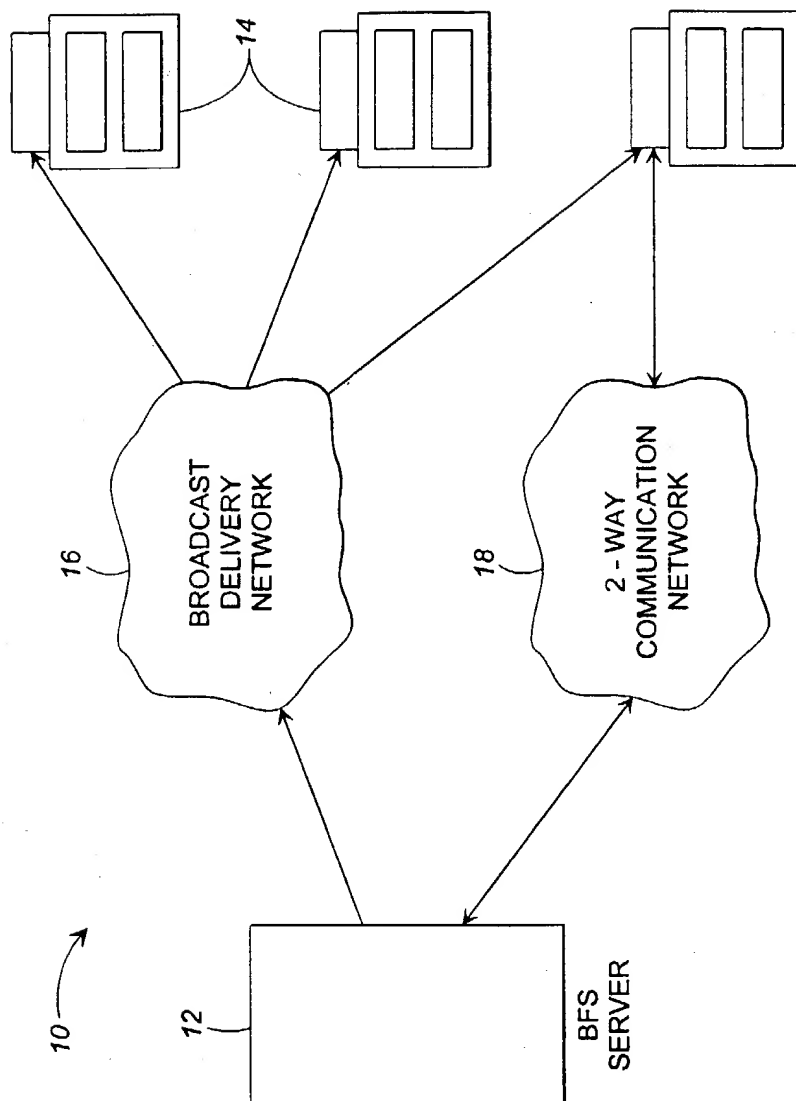 10
12
BFS
SERVER
16
BROADCAST
DELIVERY
NETWORK
18
2 - WAY
COMMUNICATION
NETWORK
14